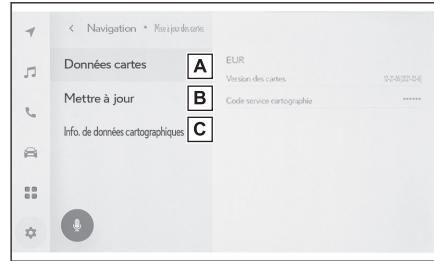 Navigation • Mise à jour des cartes
Données cartes
A
EUR
Version des cartes
Mettre à jour
B
Code service cartographie ••••••
Info. de données cartographiques
C